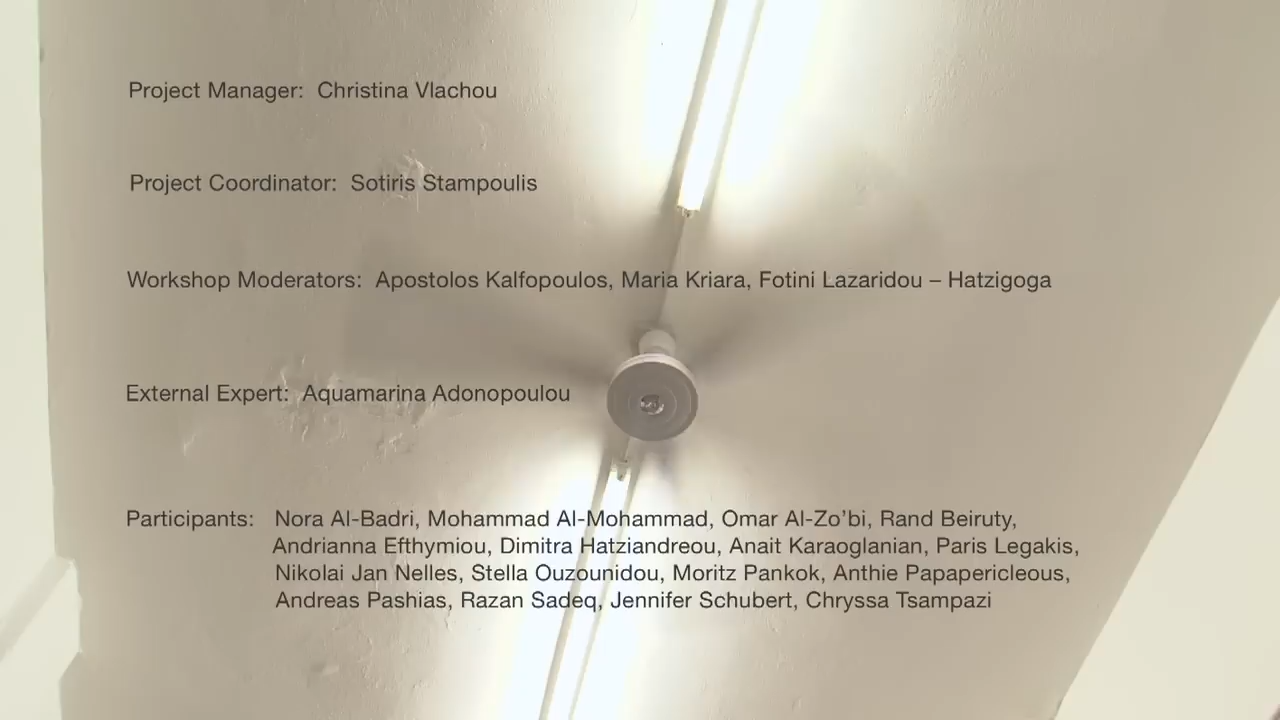 Project Manager: Christina Vlachou
Project Coordinator: Sotiris Stampoulis
Workshop Moderators: Apostolos Kalfopoulos, Maria Kriara, Fotini Lazaridou – Hatzigoga
External Expert: Aquamarina Adonopoulou
Participants: Nora Al-Badri, Mohammad Al-Mohammad, Omar Al-Zo’bi, Rand Beiruty,
Andrianna Efthymiou, Dimitra Hatziandreou, Anait Karaoglanian, Paris Legakis,
Nikolai Jan Nelles, Stella Ouzounidou, Moritz Pankok, Anthie Papapericleous,
Andreas Pashias, Razan Sadeq, Jennifer Schubert, Chryssa Tsampazi